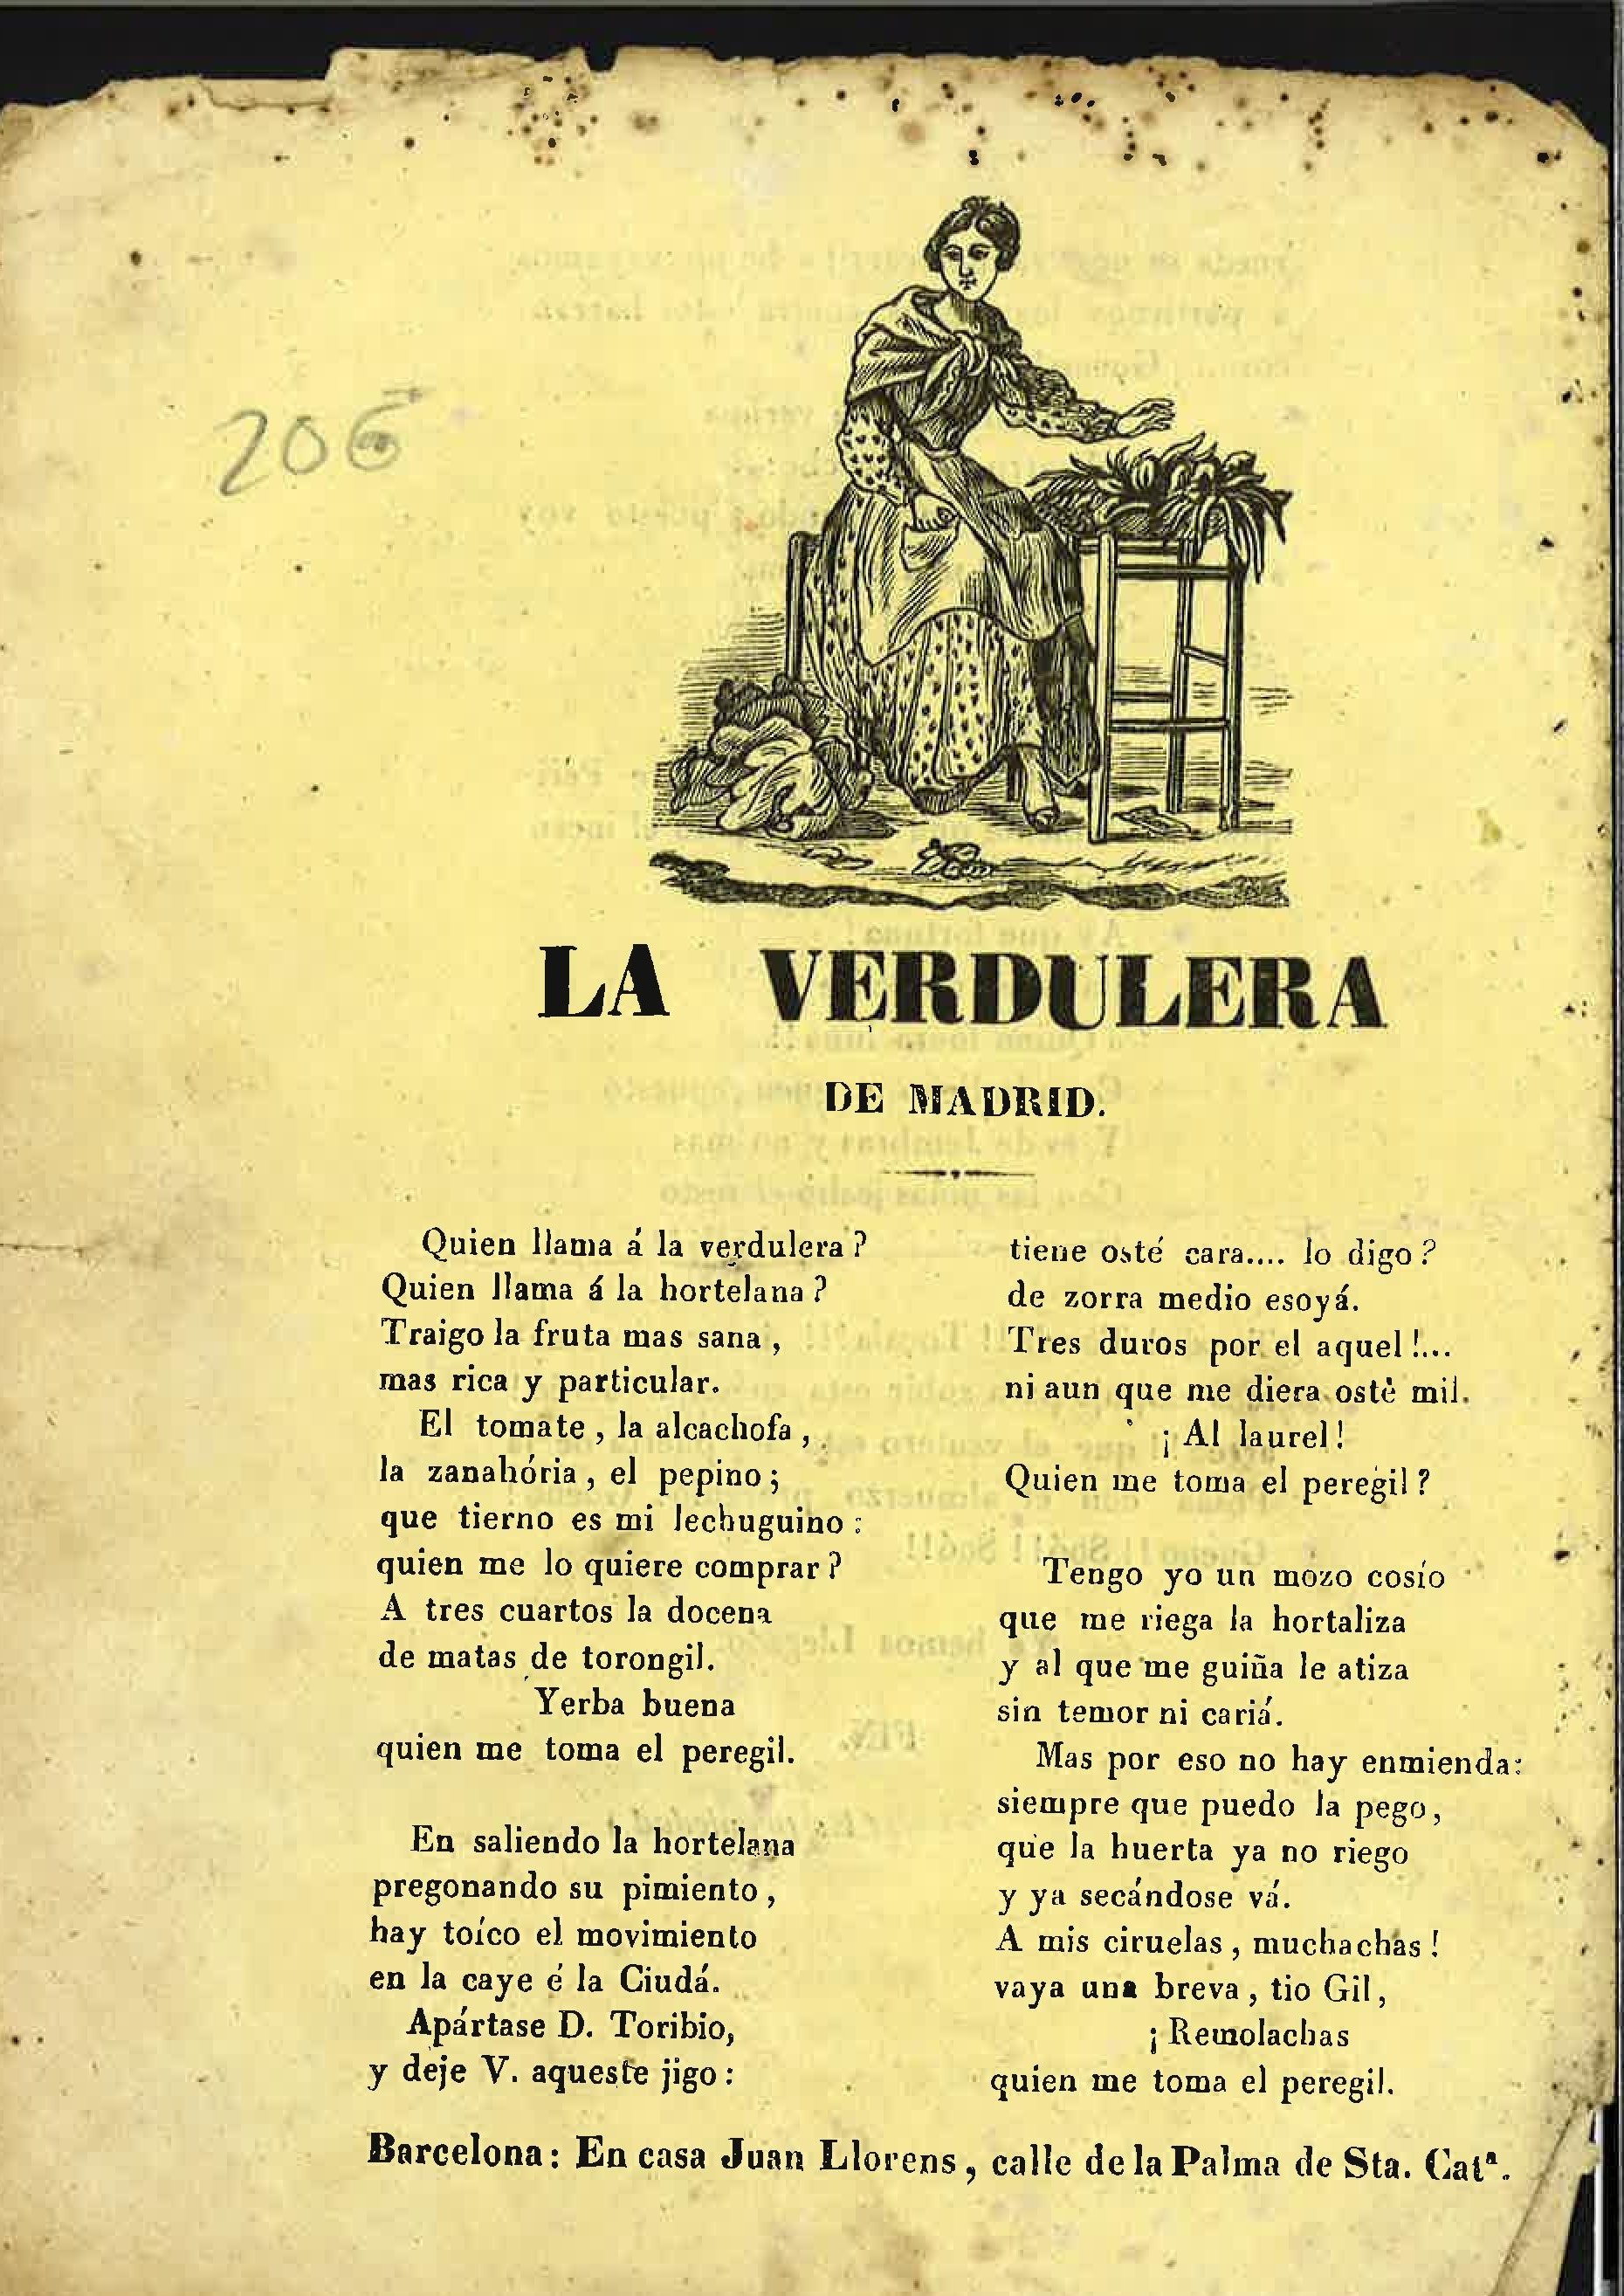 206
LA VERDULERA
DE MADRID.
Quien llama á la verdulera?
Quien llama á la hortelana?
Traigo la fruta mas sana,
mas rica y particular.
El tomate, la alcachofa,
la zanahória, el pepino;
que tierno es mi lechuguino:
quien me lo quiere comprar?
A tres cuartos la docena
de matas de torongil.
Yerba buena
quien me toma el peregil.
En saliendo la hortelana
pregonando su pimiento,
hay toíco el movimiento
en la caye é la Ciudá.
Apártase D. Toribio,
y deje V. aqueste jigo:
tiene osté cara.... lo digo?
de zorra medio esoyá.
Tres duros por el aquel!...
ni aun que me diera osté mil.
¡Al laurel!
Quien me toma el peregil?
Tengo yo un mozo cosío
que me riega la hortaliza
y al que me guiña le atiza
sin temor ni cariá.
Mas por eso no hay enmienda:
siempre que puedo la pego,
que la huerta ya no riego
y ya secándose vá.
A mis ciruelas, muchachas!
vaya una breva, tio Gil,
¡Remolachas
quien me toma el peregil.
Barcelona: En casa Juan Llorens, calle de la Palma de Sta. Catª.